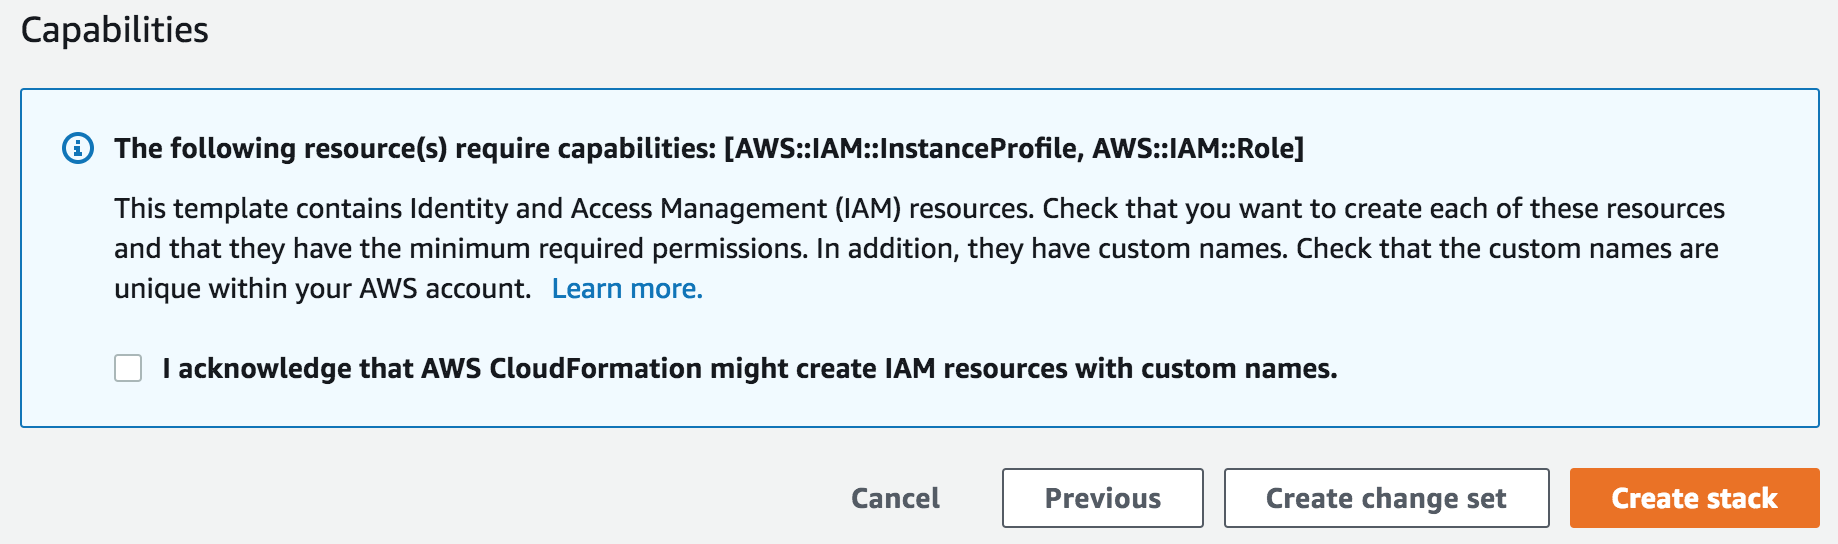 Capabilities
The following resource(s) require capabilities: [AWS::IAM::InstanceProfile, AWS::IAM::Role]
This template contains Identity and Access Management (IAM) resources. Check that you want to create each of these resources
and that they have the minimum required permissions. In addition, they have custom names. Check that the custom names are
unique within your AWS account. Learn more.
I acknowledge that AWS CloudFormation might create IAM resources with custom names.
Cancel Previous Create change set Create stack